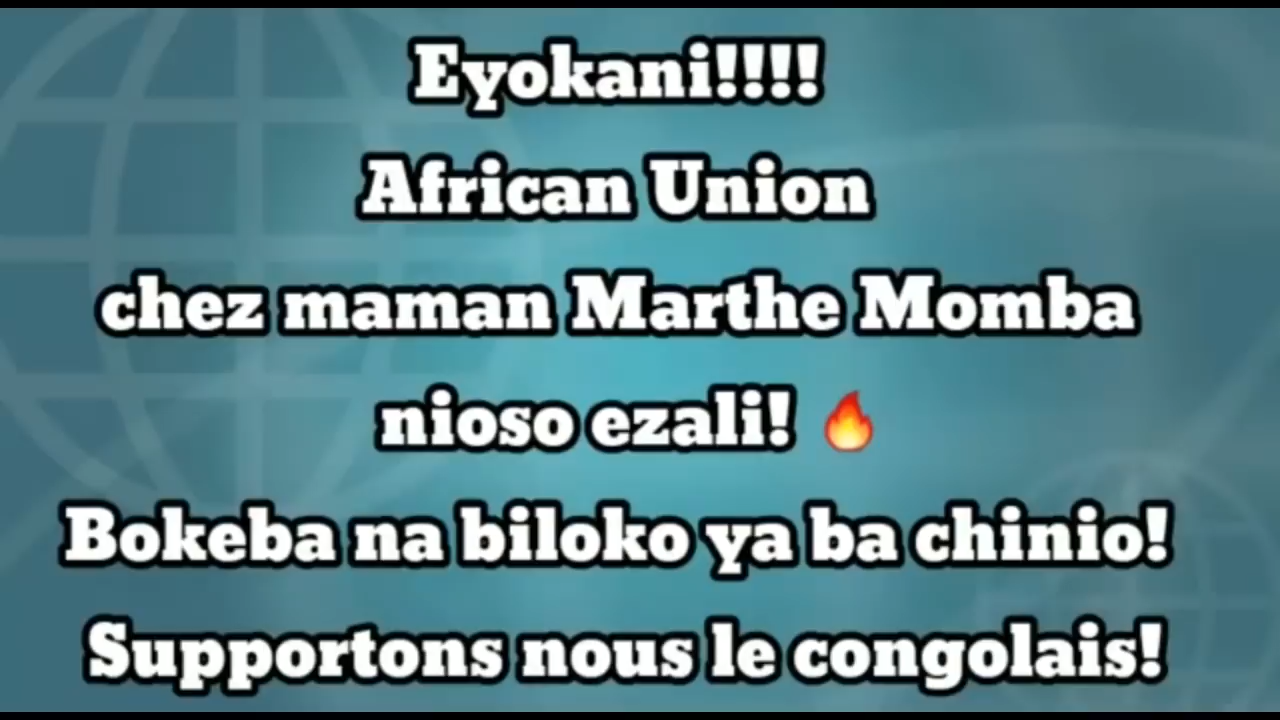 Eyokani!!!!
African Union
chez maman Marthe Momba
nioso ezali! 🔥
Bokeba na biloko ya ba chinio!
Supportons nous le congolais!